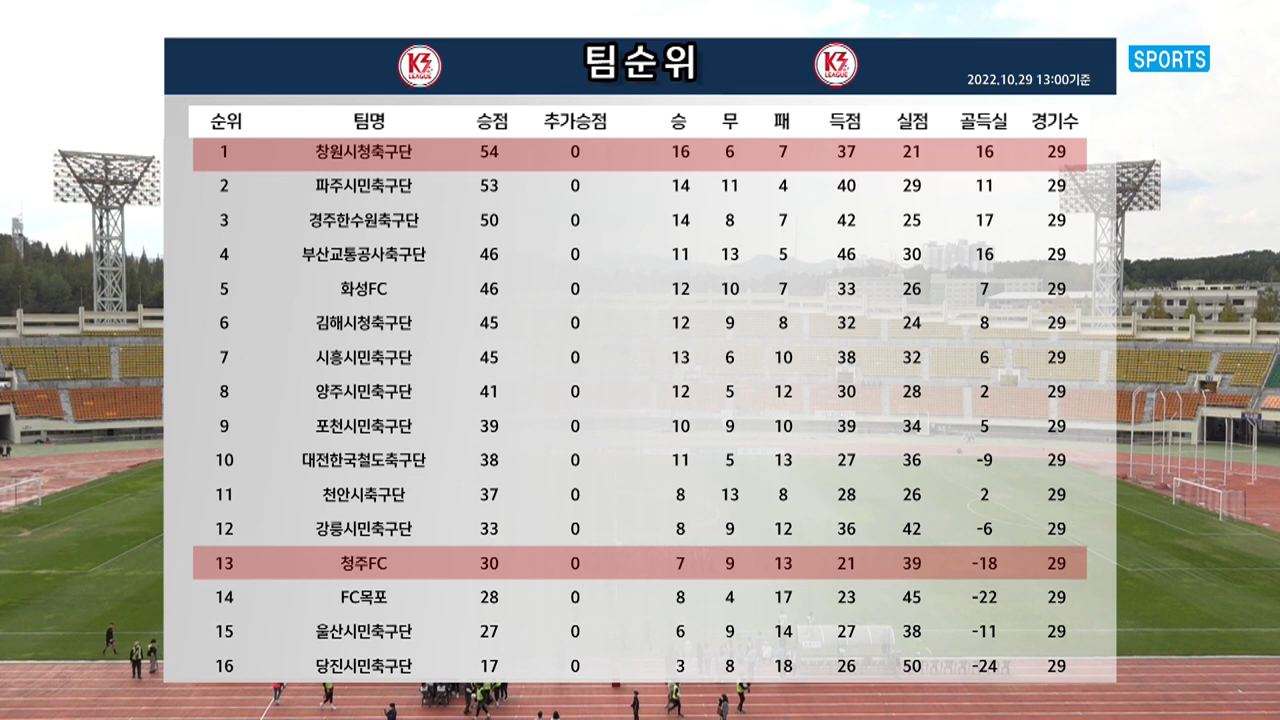 K3 LEAGUE 팀순위 K3 LEAGUE
SPORTS
2022.10.29 13:00기준
순위 팀명 승점 추가승점 승 무 패 득점 실점 골득실 경기수
1 창원시청축구단 54 0 16 6 7 37 21 16 29
2 파주시민축구단 53 0 14 11 4 40 29 11 29
3 경주한수원축구단 50 0 14 8 7 42 25 17 29
4 부산교통공사축구단 46 0 11 13 5 46 30 16 29
5 화성FC 46 0 12 10 7 33 26 7 29
6 김해시청축구단 45 0 12 9 8 32 24 8 29
7 시흥시민축구단 45 0 13 6 10 38 32 6 29
8 양주시민축구단 41 0 12 5 12 30 28 2 29
9 포천시민축구단 39 0 10 9 10 39 34 5 29
10 대전한국철도축구단 38 0 11 5 13 27 36 -9 29
11 천안시축구단 37 0 8 13 8 28 26 2 29
12 강릉시민축구단 33 0 8 9 12 36 42 -6 29
13 청주FC 30 0 7 9 13 21 39 -18 29
14 FC목포 28 0 8 4 17 23 45 -22 29
15 울산시민축구단 27 0 6 9 14 27 38 -11 29
16 당진시민축구단 17 0 3 8 18 26 50 -24 29